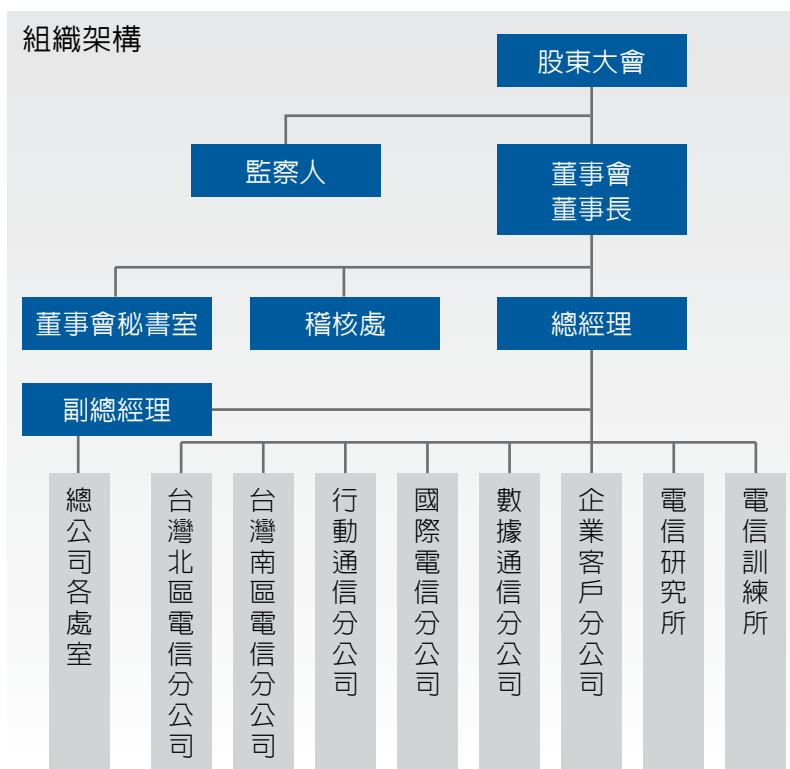 組織架構
股東大會
監察人
董事會
董事長
董事會秘書室
稽核處
總經理
副總經理
總公司各處室
台灣北區電信分公司
台灣南區電信分公司
行動通信分公司
國際電信分公司
數據通信分公司
企業客戶分公司
電信研究所
電信訓練所